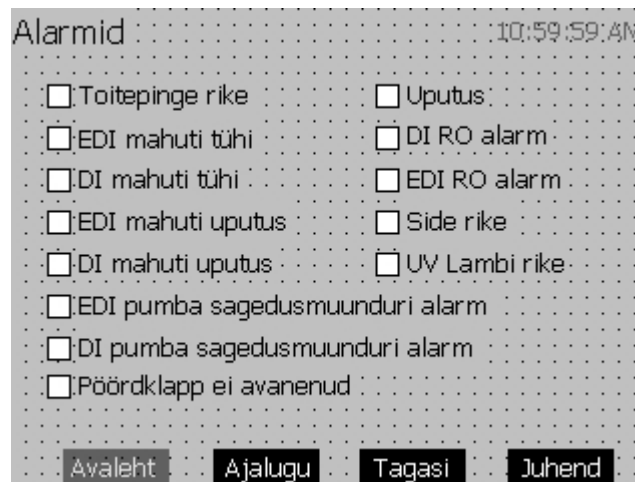 Alarmid 10:59:59 AM
Toitepinge rike Uputus
EDI mahuti tühi DI RO alarm
DI mahuti tühi EDI RO alarm
EDI mahuti uputus Side rike
DI mahuti uputus UV Lambi rike
EDI pumba sagedusmuunduri alarm
DI pumba sagedusmuunduri alarm
Pöördklapp ei avanenud
Avaleht Ajalugu Tagasi Juhend